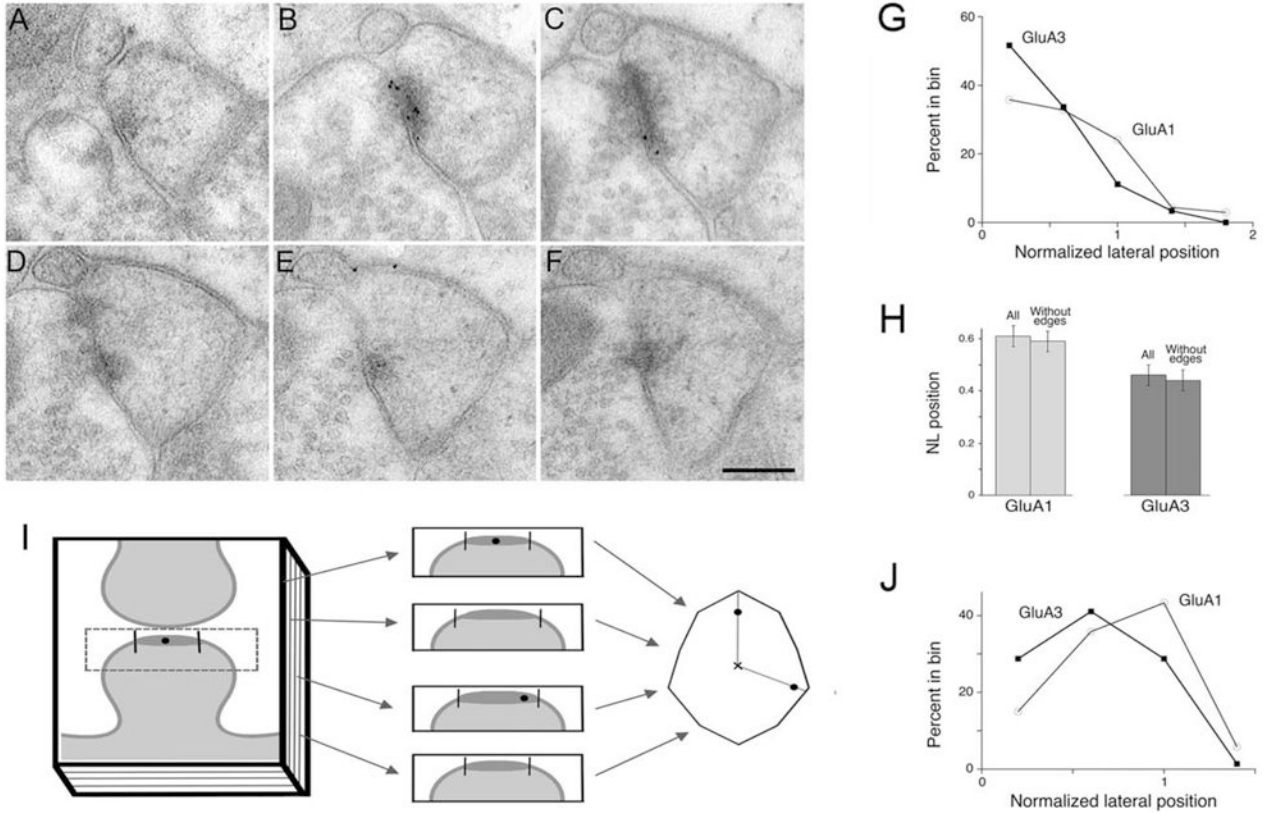 A
B
C
D
E
F
G
60
40
20
0
0
1
2
GluA3
GluA1
Percent in bin
Normalized lateral position
H
0.6
0.4
0.2
0
NL position
All
Without
edges
All
Without
edges
GluA1
GluA3
I
J
40
20
0
0
1
GluA3
GluA1
Percent in bin
Normalized lateral position